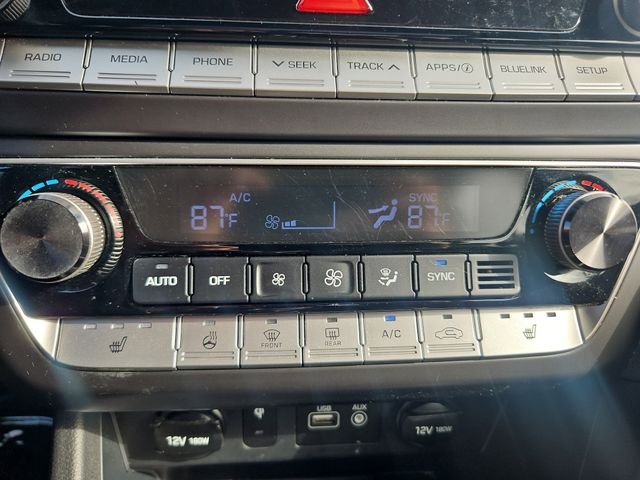 RADIO MEDIA PHONE SEEK TRACK APPS/i BLUELINK SETUP
A/C SYNC
87°F 87°F
AUTO OFF SYNC
FRONT REAR A/C
USB AUX
12V 180W 12V 180W